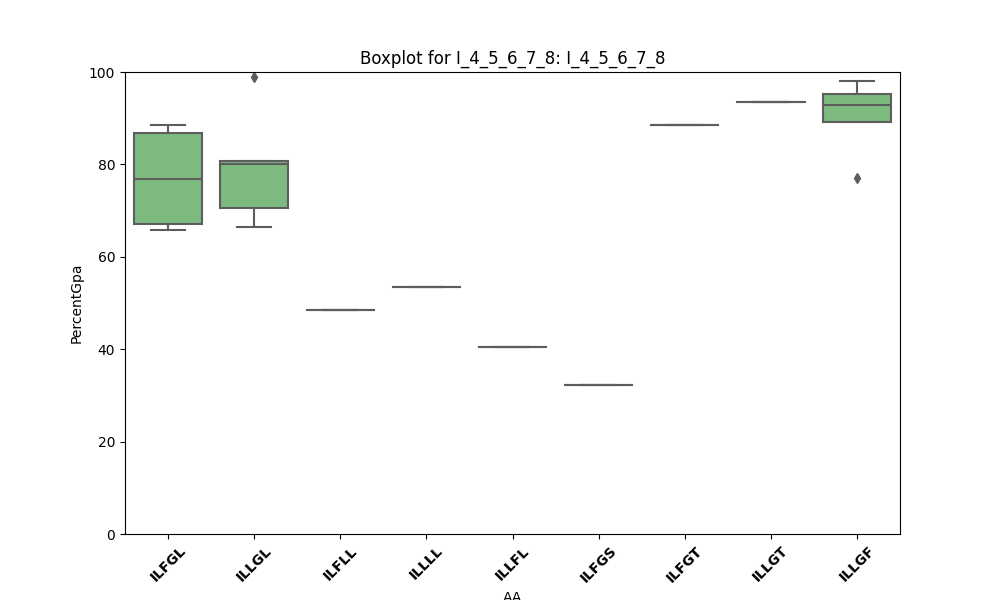 Boxplot for I_4_5_6_7_8: I_4_5_6_7_8
100
80
60
40
20
0
PercentGpa
ILFGL
ILLGL
ILFLL
ILLLL
ILLFL
ILFGS
ILFGT
ILLGT
ILLGF
AA